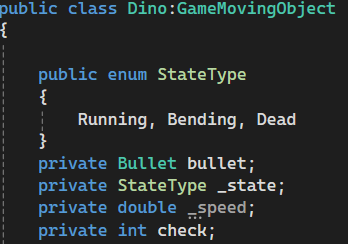 public class Dino:GameMovingObject
{
public enum StateType
{
Running, Bending, Dead
}
private Bullet bullet;
private StateType _state;
private double _speed;
private int check;